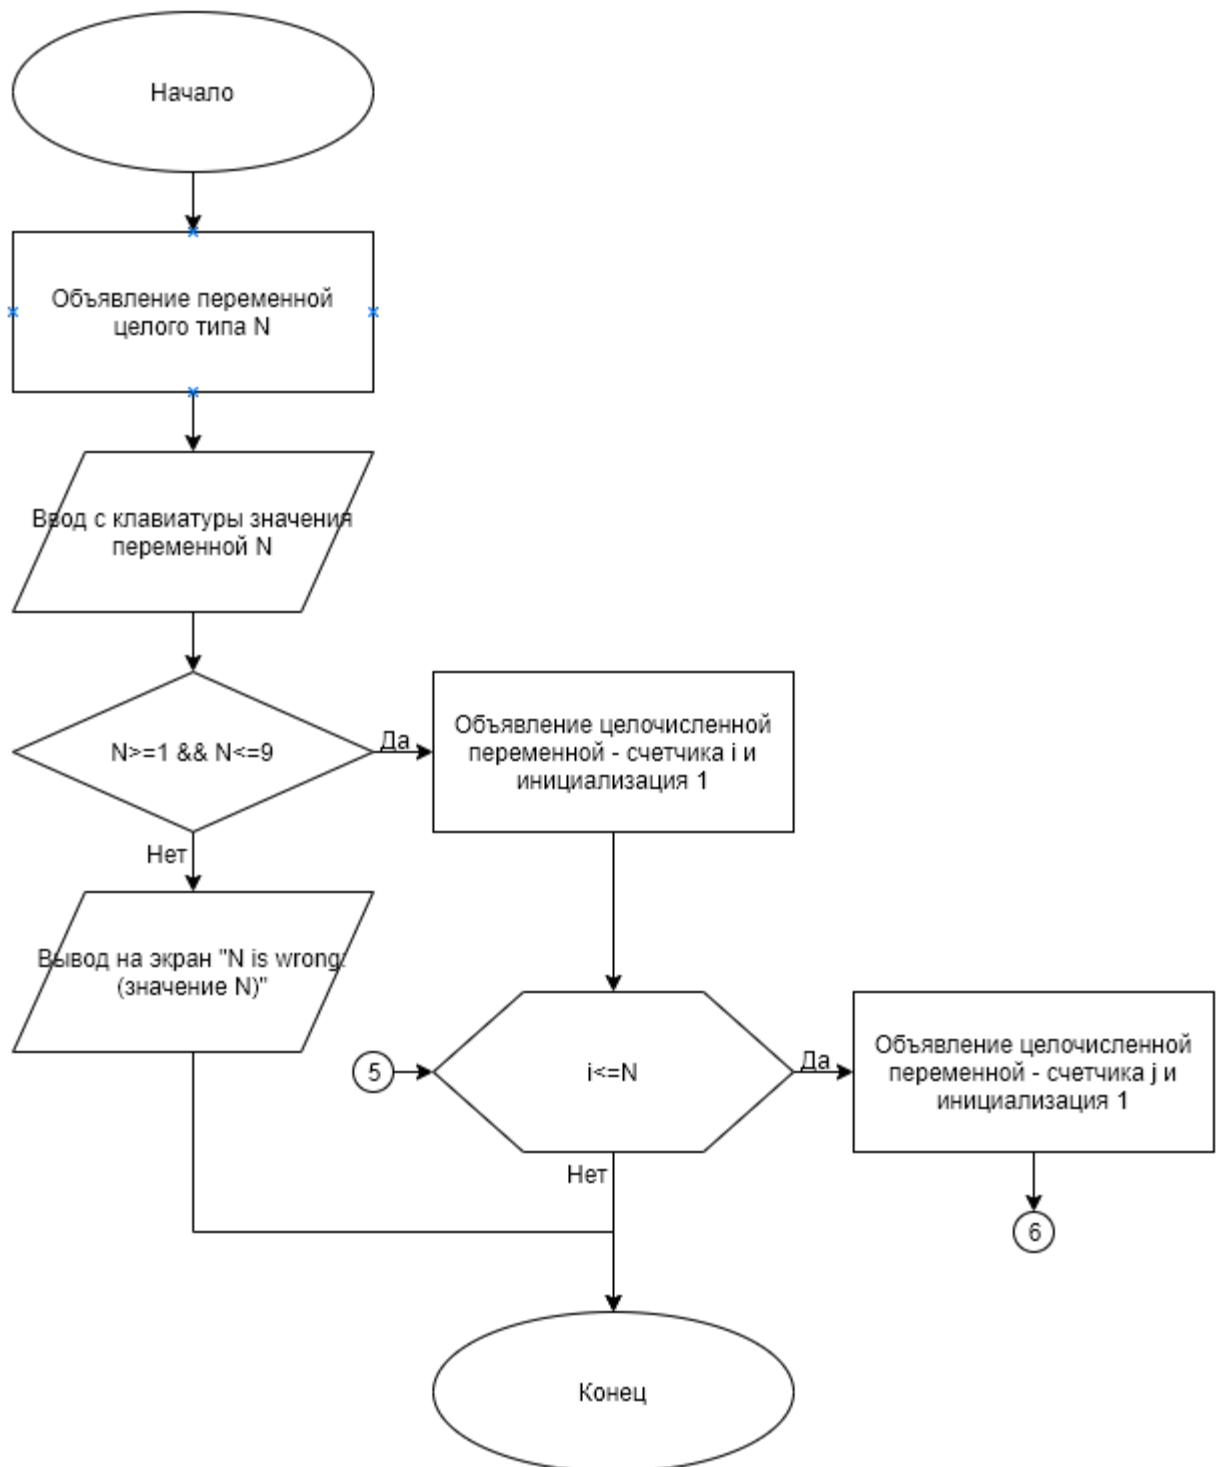 Начало
Объявление переменной
целого типа N
Ввод с клавиатуры значения
переменной N
N>=1 && N<=9
Да
Объявление целочисленной
переменной - счетчика i и
инициализация 1
Нет
Вывод на экран "N is wrong:
(значение N)"
5
i<=N
Да
Объявление целочисленной
переменной - счетчика j и
инициализация 1
Нет
6
Конец